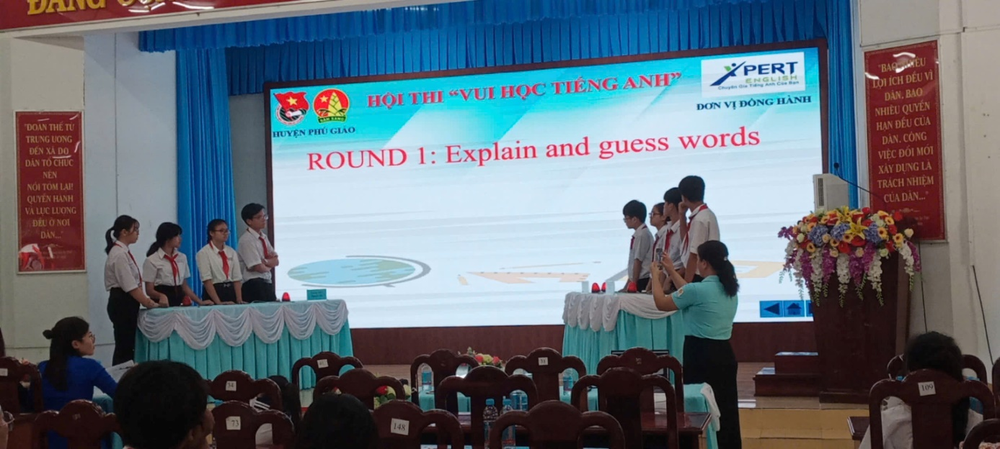 ĐẢNG
HỘI THI “VUI HỌC TIẾNG ANH”
XPERT
ENGLISH
Chuyên Gia Tiếng Anh Của Bạn
ĐƠN VỊ ĐỒNG HÀNH
SẴN SÀNG
HUYỆN PHÚ GIÁO
ROUND 1: Explain and guess words
"ĐOÀN THỂ TỪ
TRUNG ƯƠNG
ĐẾN XÃ DO
DÂN TỔ CHỨC
NÊN
NÓI TÓM LẠI!
QUYỀN HÀNH
VÀ LỰC LƯỢNG
ĐỀU Ở NƠI
DÂN..."
"BAO NHIÊU
LỢI ÍCH ĐỀU VÌ
DÂN, BAO
NHIÊU QUYỀN
HẠN ĐỀU CỦA
DÂN, CÔNG
VIỆC ĐỔI MỚI
XÂY DỰNG LÀ
TRÁCH NHIỆM
CỦA DÂN..."
54
73
148
109